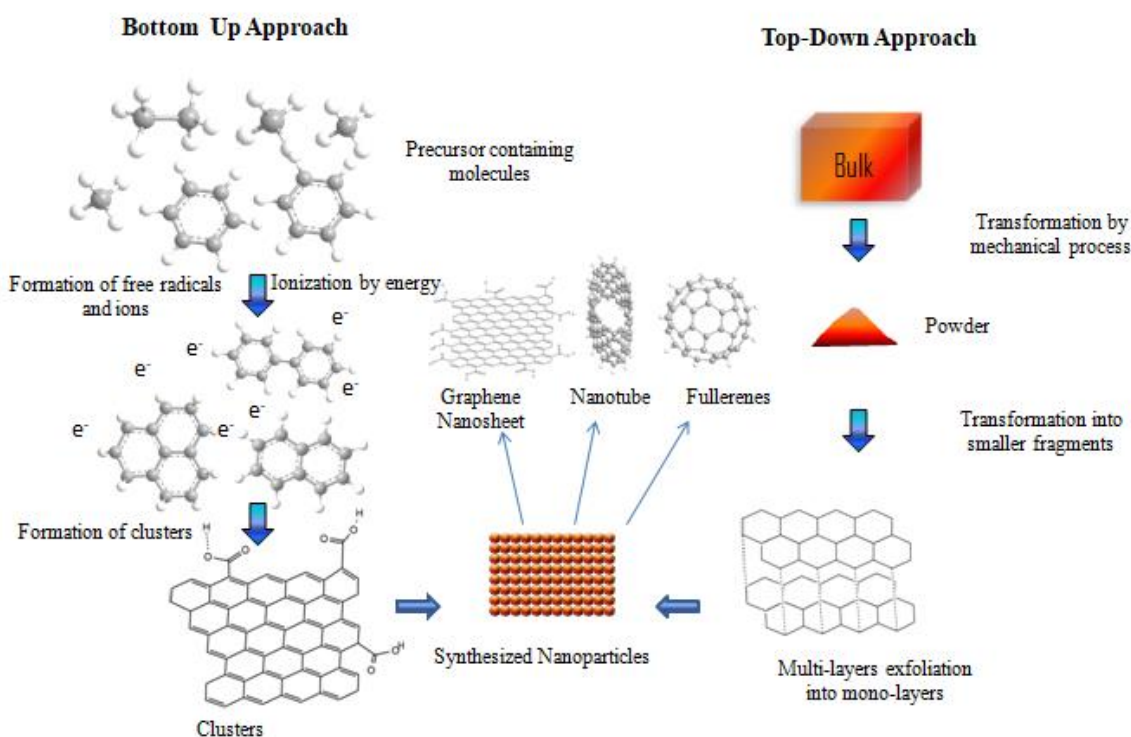 Bottom Up Approach
Top-Down Approach
Precursor containing
molecules
Bulk
Transformation by
mechanical process
Formation of free radicals
and ions
Ionization by energy
e-
e-
e-
e-
e-
e-
e-
Powder
Graphene
Nanosheet
Nanotube
Fullerenes
Transformation into
smaller fragments
Formation of clusters
H
O
O
O
H
O
O
H
O
Synthesized Nanoparticles
Multi-layers exfoliation
into mono-layers
Clusters